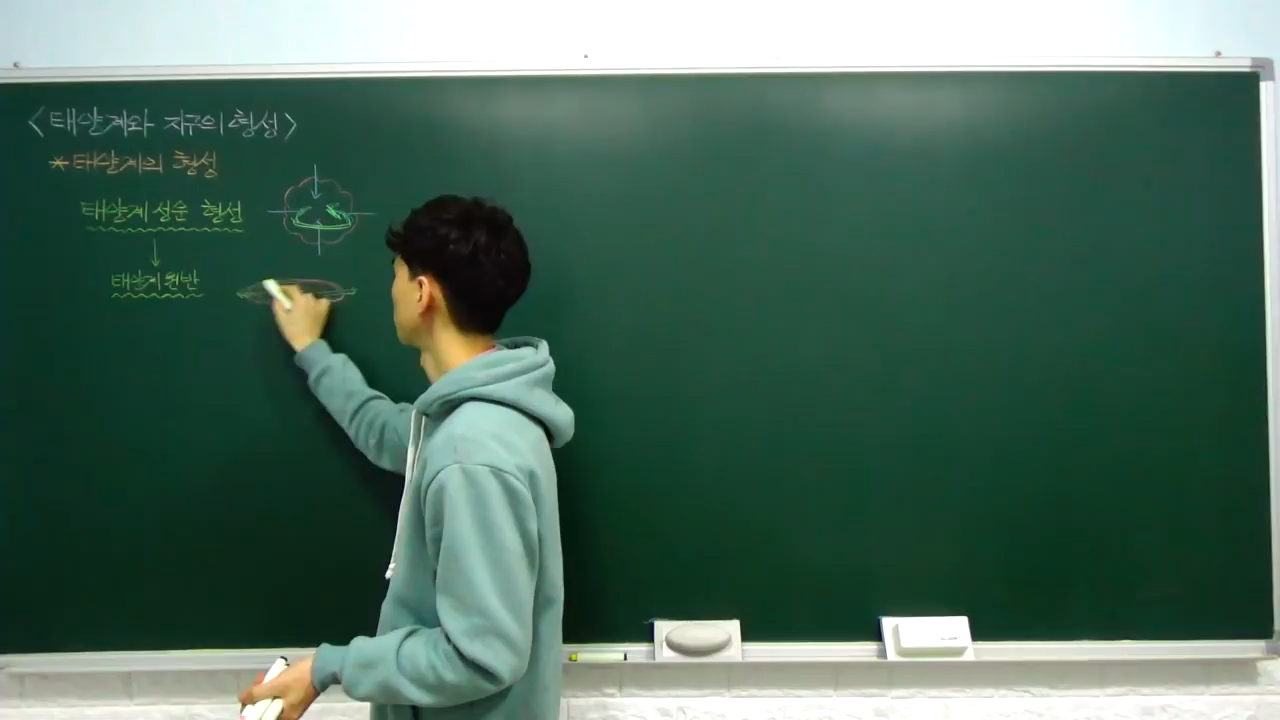 <태양계와 지구의 형성>
*태양계의 형성
태양계 성운 형성
↓
태양계 원반